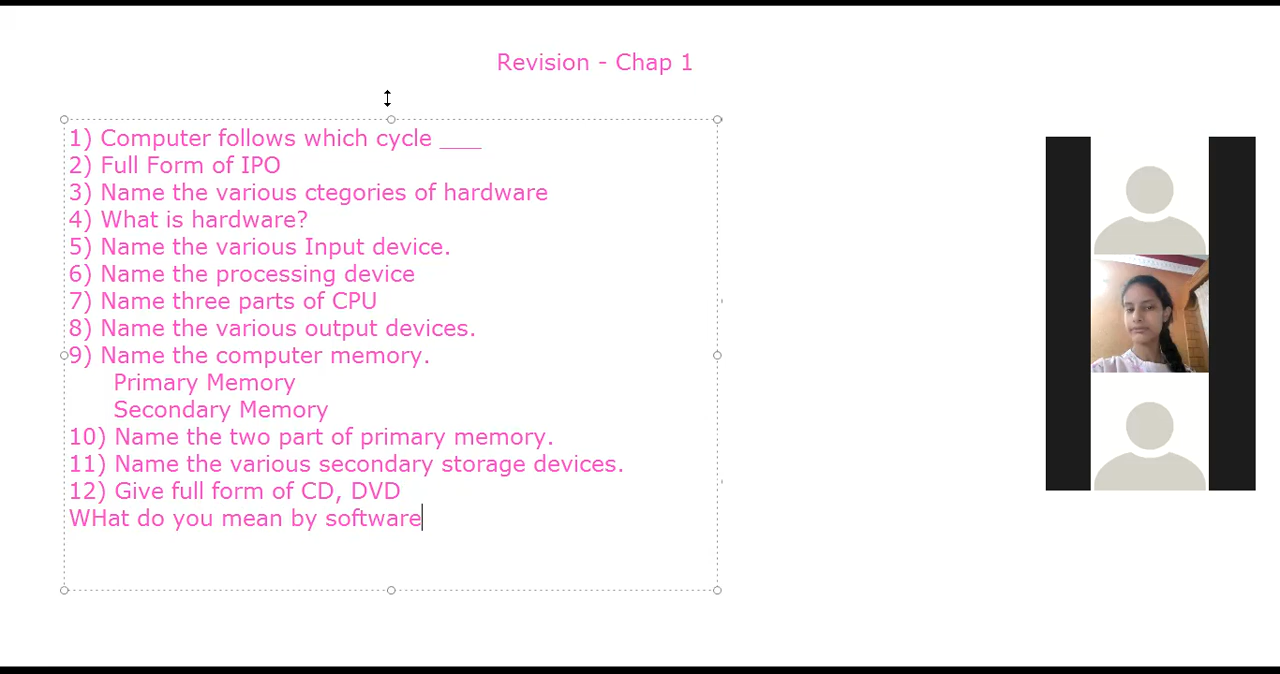 Revision - Chap 1
1) Computer follows which cycle ___
2) Full Form of IPO
3) Name the various ctegories of hardware
4) What is hardware?
5) Name the various Input device.
6) Name the processing device
7) Name three parts of CPU
8) Name the various output devices.
9) Name the computer memory.
Primary Memory
Secondary Memory
10) Name the two part of primary memory.
11) Name the various secondary storage devices.
12) Give full form of CD, DVD
WHat do you mean by software